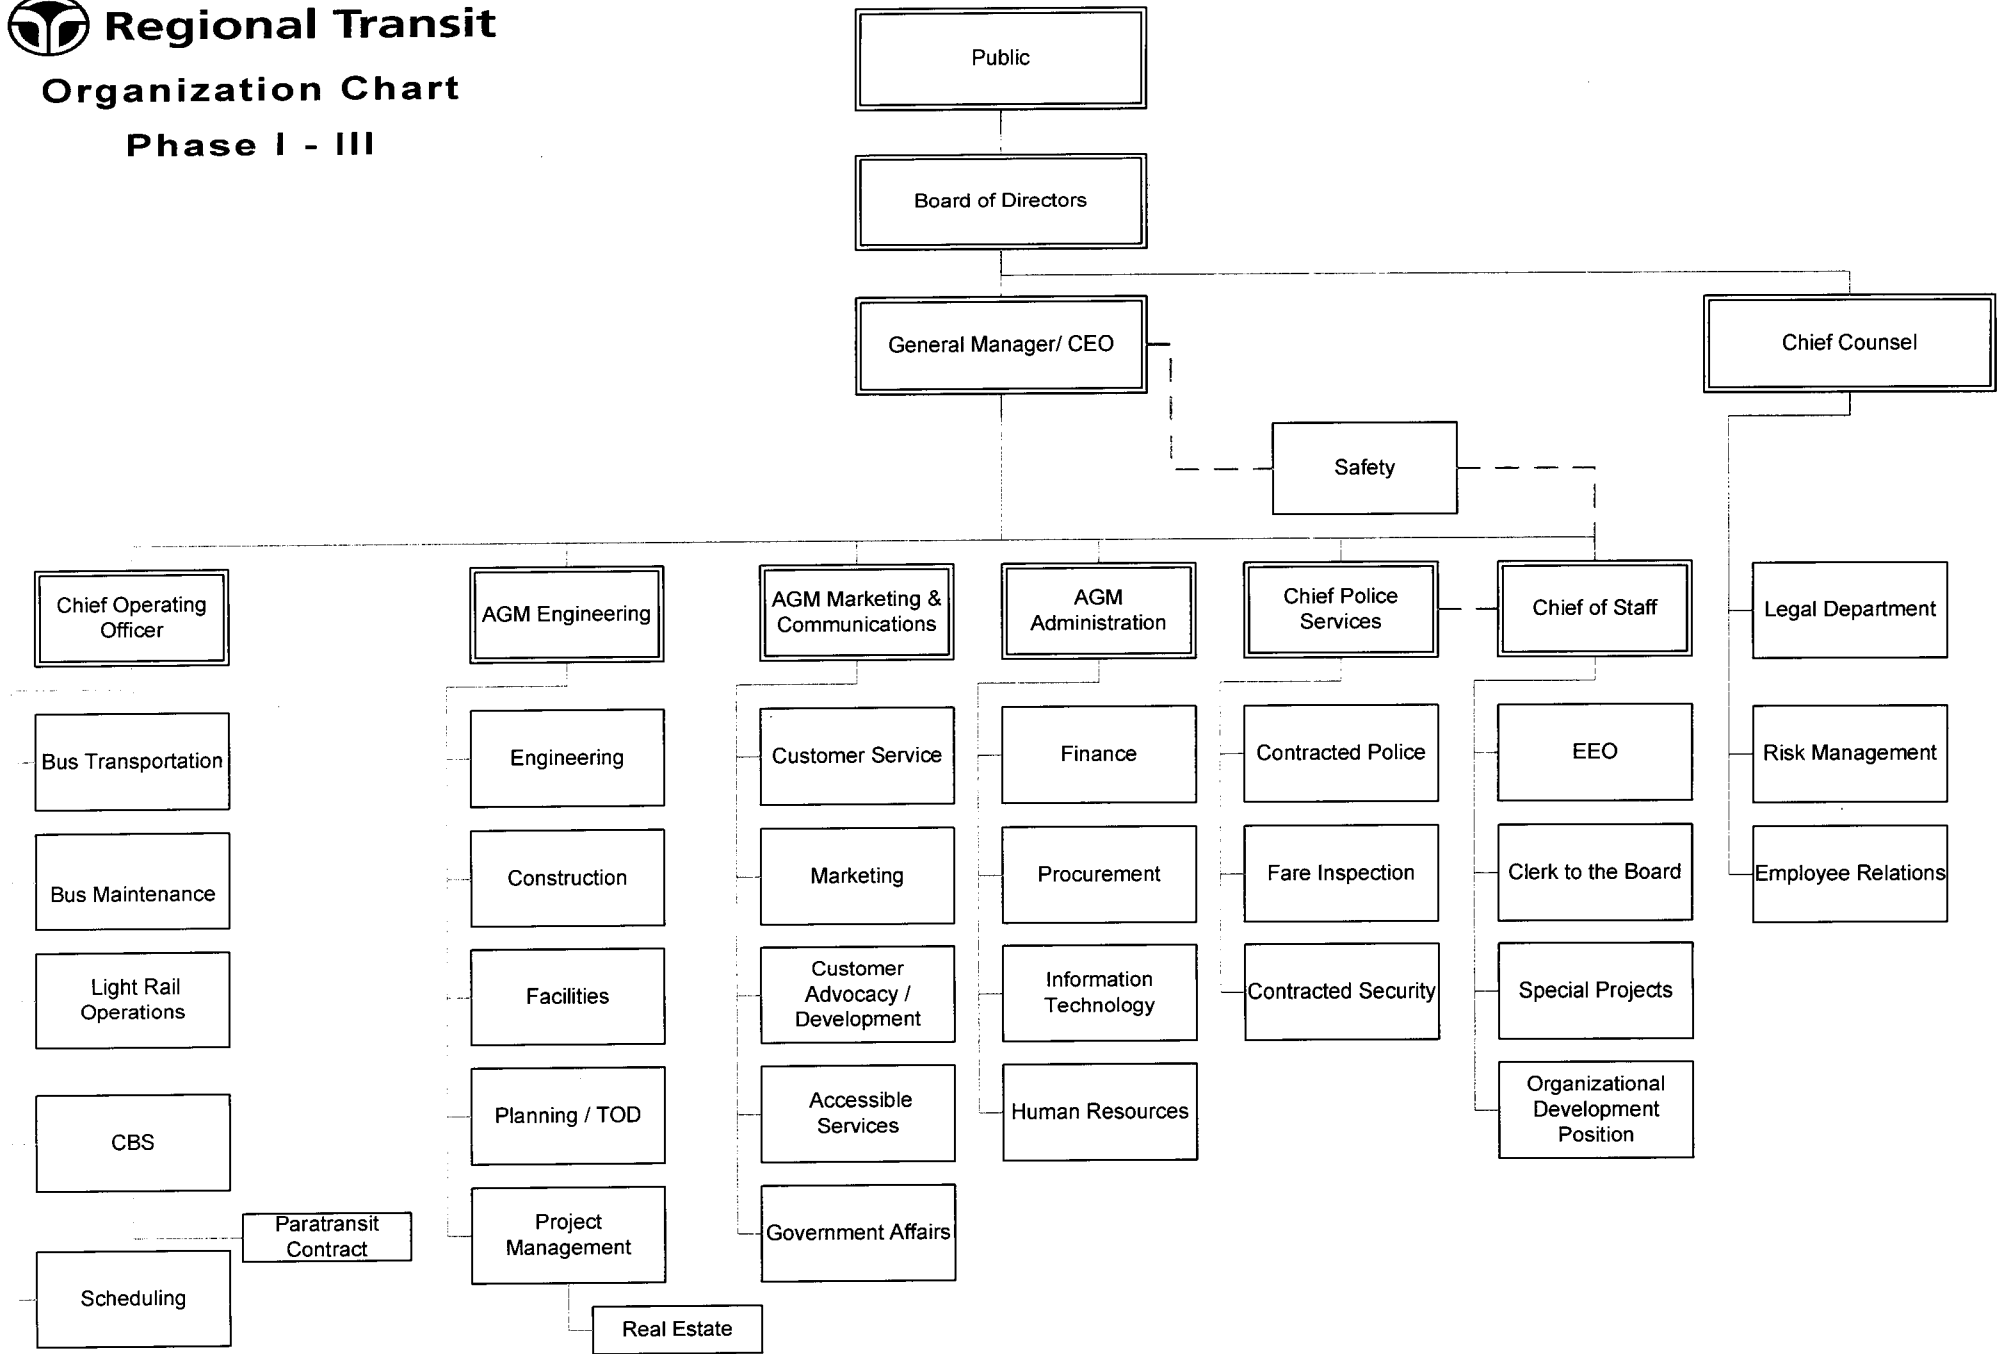 Regional Transit
Organization Chart
Phase I - III
Public
Board of Directors
General Manager/ CEO
Chief Counsel
Safety
Chief Operating
Officer
AGM Engineering
AGM Marketing &
Communications
AGM
Administration
Chief Police
Services
Chief of Staff
Legal Department
Bus Transportation
Engineering
Customer Service
Finance
Contracted Police
EEO
Risk Management
Bus Maintenance
Construction
Marketing
Procurement
Fare Inspection
Clerk to the Board
Employee Relations
Light Rail
Operations
Facilities
Customer
Advocacy /
Development
Information
Technology
Contracted Security
Special Projects
CBS
Planning / TOD
Accessible
Services
Human Resources
Organizational
Development
Position
Paratransit
Contract
Project
Management
Government Affairs
Scheduling
Real Estate